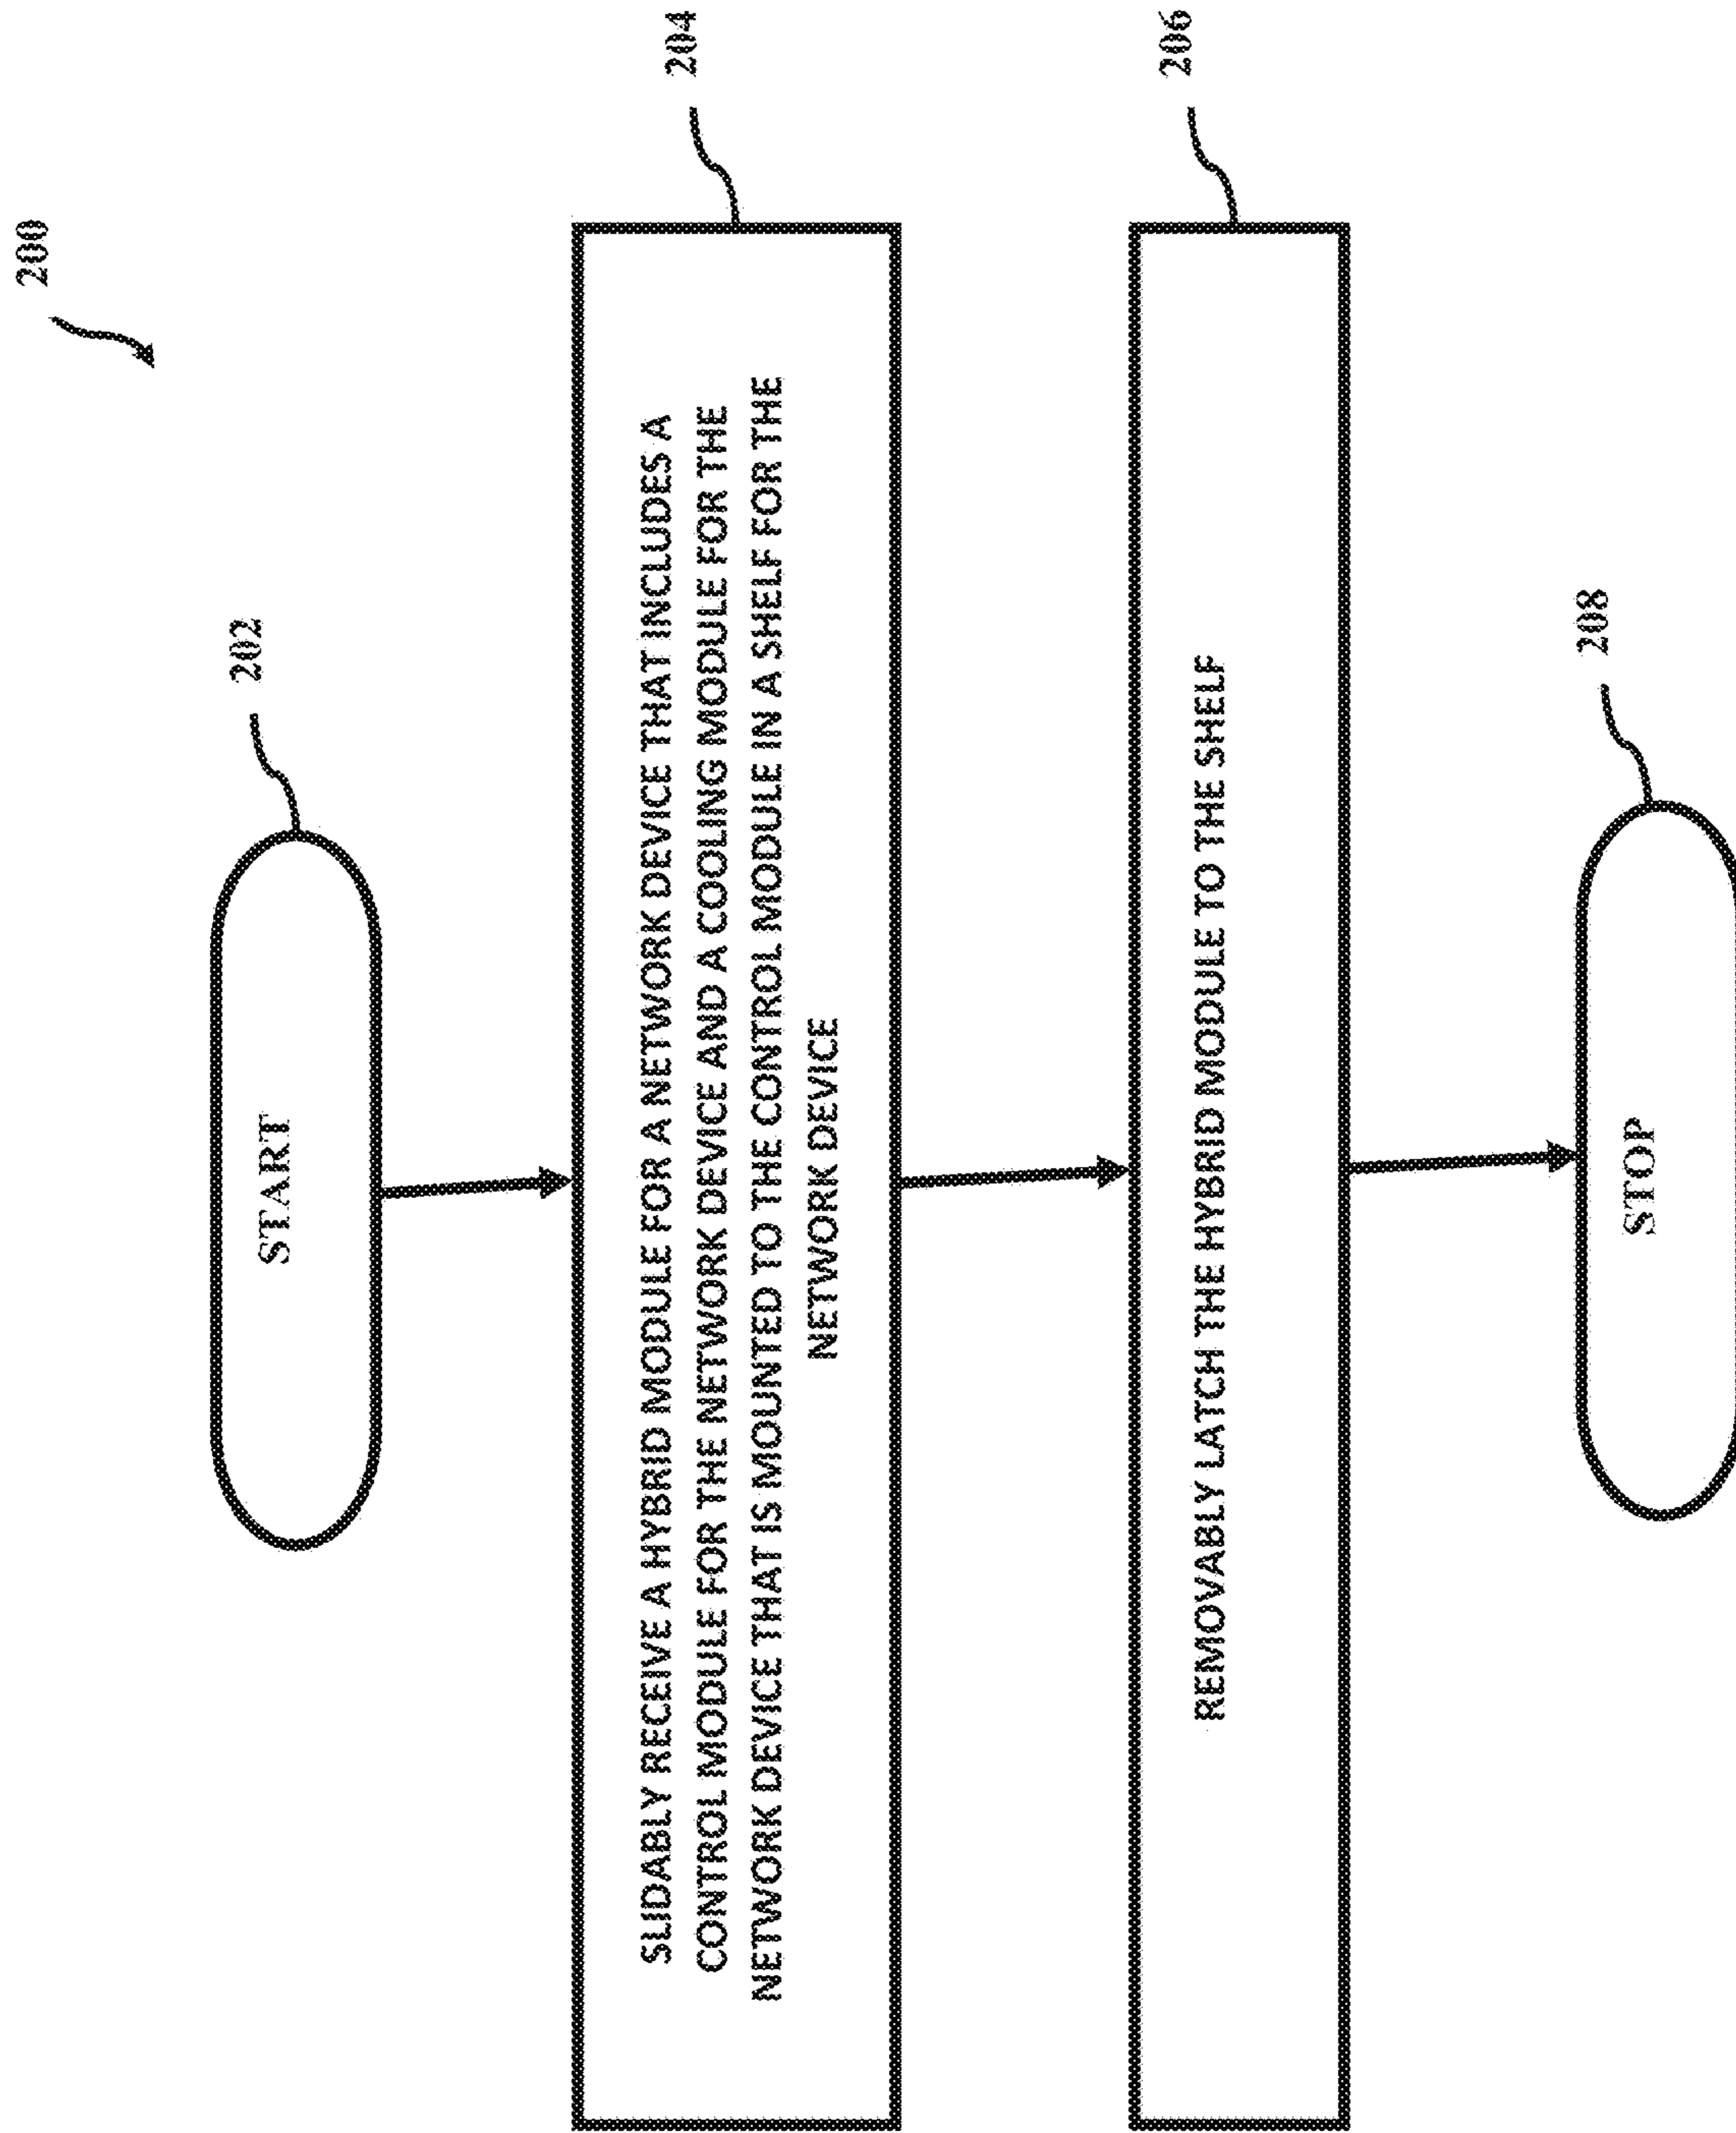 200
202
START
204
SLIDABLY RECEIVE A HYBRID MODULE FOR A NETWORK DEVICE THAT INCLUDES A
CONTROL MODULE FOR THE NETWORK DEVICE AND A COOLING MODULE FOR THE
NETWORK DEVICE THAT IS MOUNTED TO THE CONTROL MODULE IN A SHELF FOR THE
NETWORK DEVICE
206
REMOVABLY LATCH THE HYBRID MODULE TO THE SHELF
208
STOP